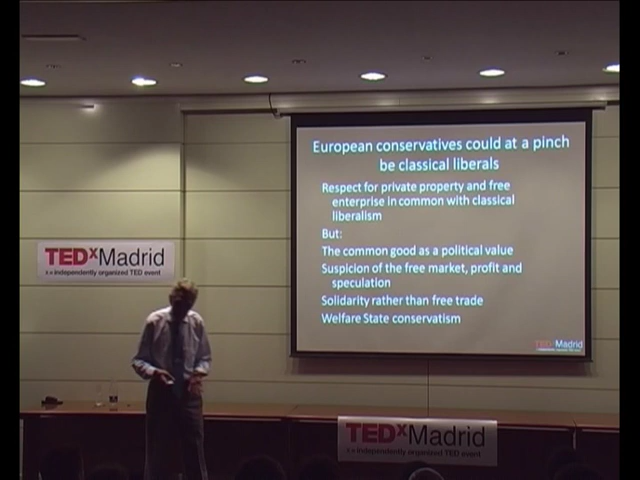 European conservatives could at a pinch
be classical liberals
Respect for private property and free
enterprise in common with classical
liberalism
But:
The common good as a political value
Suspicion of the free market, profit and
speculation
Solidarity rather than free trade
Welfare State conservatism
TEDxMadrid
TEDxMadrid
x = independently organized TED event
TEDxMadrid
x = independently organized TED event